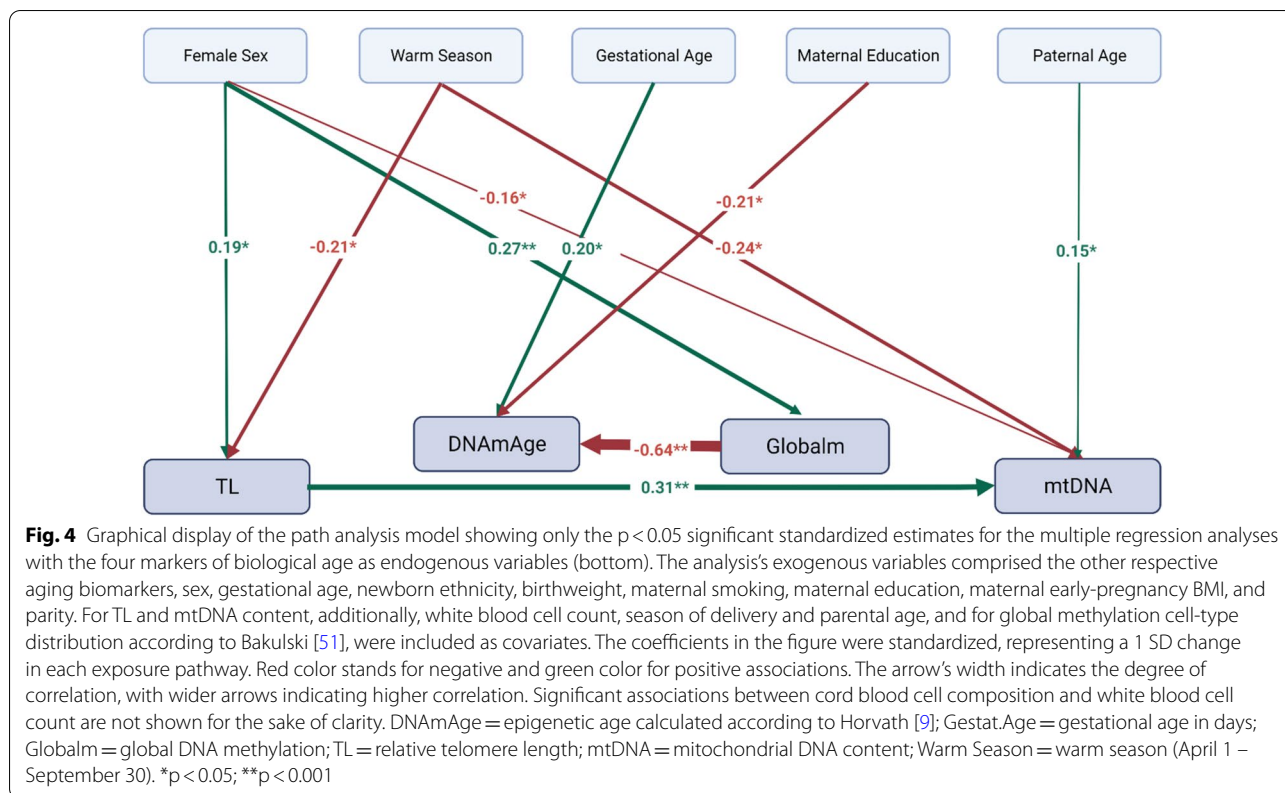 Female Sex
Warm Season
Gestational Age
Maternal Education
Paternal Age
-0.16*
-0.21*
0.19*
-0.21*
0.27**
0.20*
-0.24*
0.15*
DNAmAge
-0.64**
Globalm
TL
0.31**
mtDNA
Fig. 4 Graphical display of the path analysis model showing only the p < 0.05 significant standardized estimates for the multiple regression analyses
with the four markers of biological age as endogenous variables (bottom). The analysis's exogenous variables comprised the other respective
aging biomarkers, sex, gestational age, newborn ethnicity, birthweight, maternal smoking, maternal education, maternal early-pregnancy BMI, and
parity. For TL and mtDNA content, additionally, white blood cell count, season of delivery and parental age, and for global methylation cell-type
distribution according to Bakulski [51], were included as covariates. The coefficients in the figure were standardized, representing a 1 SD change
in each exposure pathway. Red color stands for negative and green color for positive associations. The arrow's width indicates the degree of
correlation, with wider arrows indicating higher correlation. Significant associations between cord blood cell composition and white blood cell
count are not shown for the sake of clarity. DNAmAge = epigenetic age calculated according to Horvath [9]; Gestat.Age = gestational age in days;
Globalm = global DNA methylation; TL = relative telomere length; mtDNA = mitochondrial DNA content; Warm Season = warm season (April 1 –
September 30). *p < 0.05; **p < 0.001